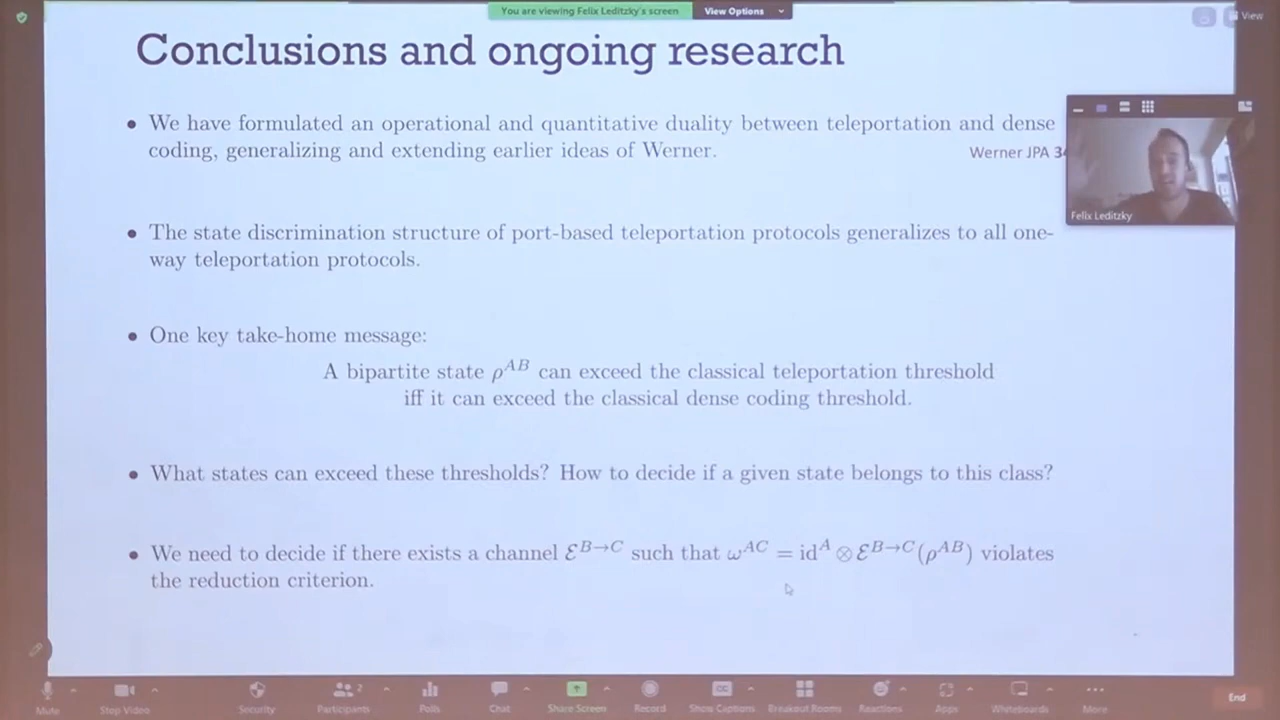 You are viewing Felix Leditzky's screen
View Options
View
Conclusions and ongoing research
• We have formulated an operational and quantitative duality between teleportation and dense
coding, generalizing and extending earlier ideas of Werner.
Werner JPA 34
Felix Leditzky
• The state discrimination structure of port-based teleportation protocols generalizes to all one-
way teleportation protocols.
• One key take-home message:
A bipartite state ρ^{AB} can exceed the classical teleportation threshold
iff it can exceed the classical dense coding threshold.
• What states can exceed these thresholds? How to decide if a given state belongs to this class?
• We need to decide if there exists a channel ℰ^{B→C} such that ω^{AC} = id^A ⊗ ℰ^{B→C}(ρ^{AB}) violates
the reduction criterion.
Mute
Stop Video
Security
Participants
2
Polls
Chat
Share Screen
Record
CC
Show Captions
Breakout Rooms
Reactions
Apps
Whiteboards
More
End